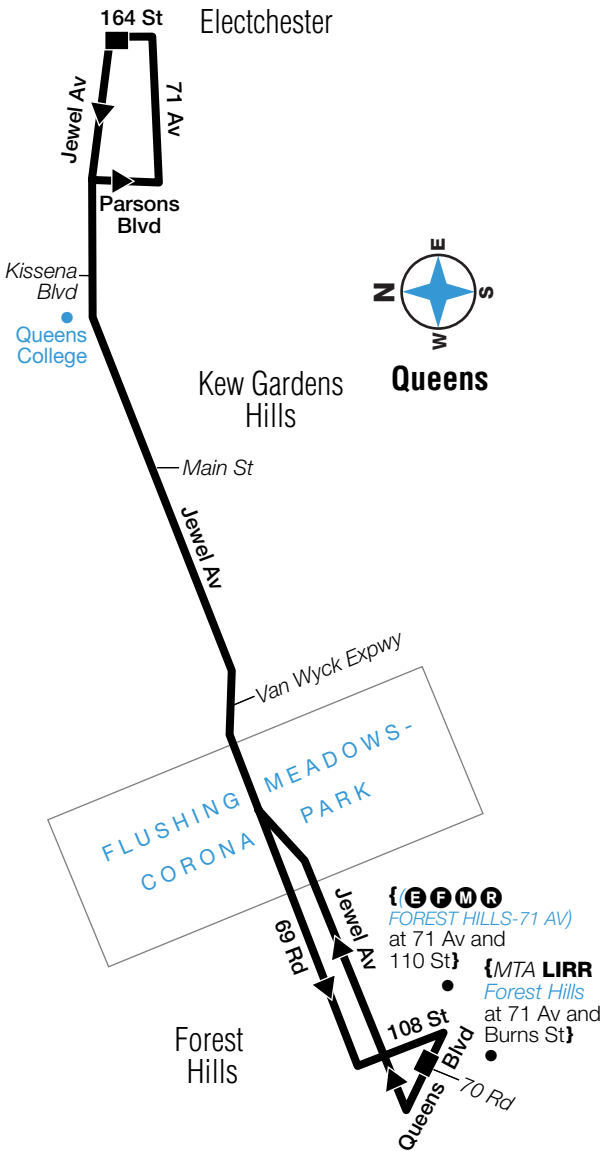 164 St
Electchester
Jewel Av
71 Av
Parsons
Blvd
Kissena
Blvd
Queens
College
E
N
S
W
Queens
Kew Gardens
Hills
Main St
Jewel Av
Van Wyck Expwy
FLUSHING MEADOWS-
CORONA PARK
{(E F M R
FOREST HILLS-71 AV)
at 71 Av and
110 St}
{MTA LIRR
Forest Hills
at 71 Av and
Burns St}
69 Rd
Jewel Av
108 St
Forest
Hills
Queens Blvd
70 Rd